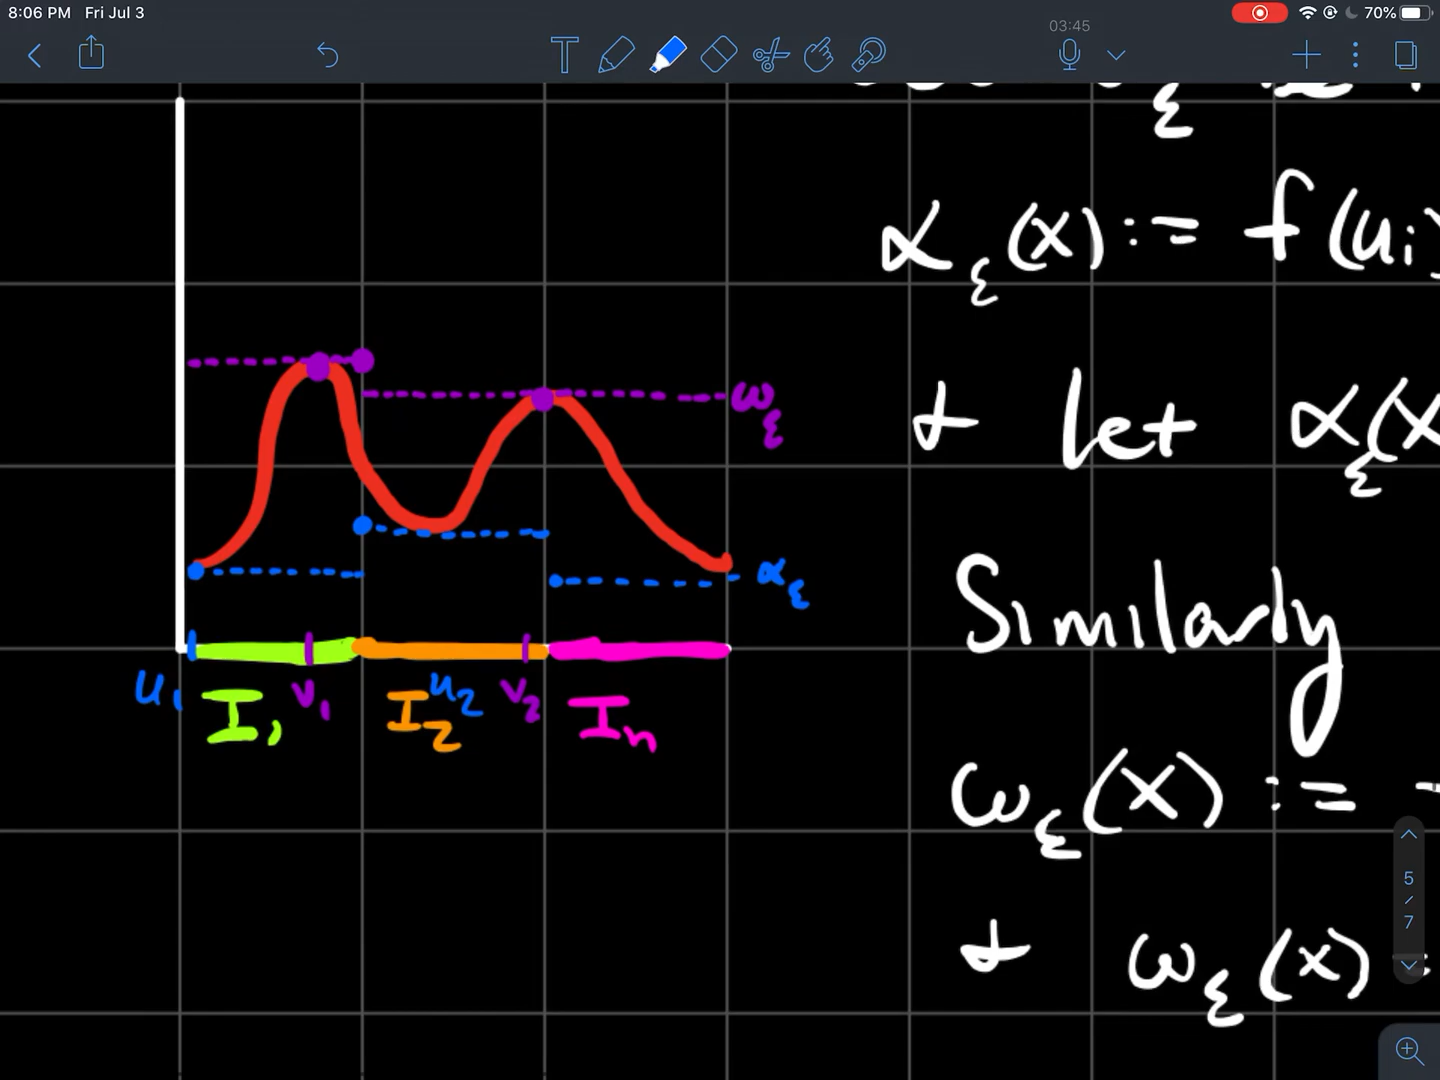 8:06 PM Fri Jul 3
70%
03:45
T
ε
α_ε(x) := f(u_i)
ω_ε
& let α_ε(x
α_ε
Similarly
u_1 I_1 v_1 I_2 u_2 v_2 I_n
ω_ε(x) :=
5
/
7
& ω_ε(x)